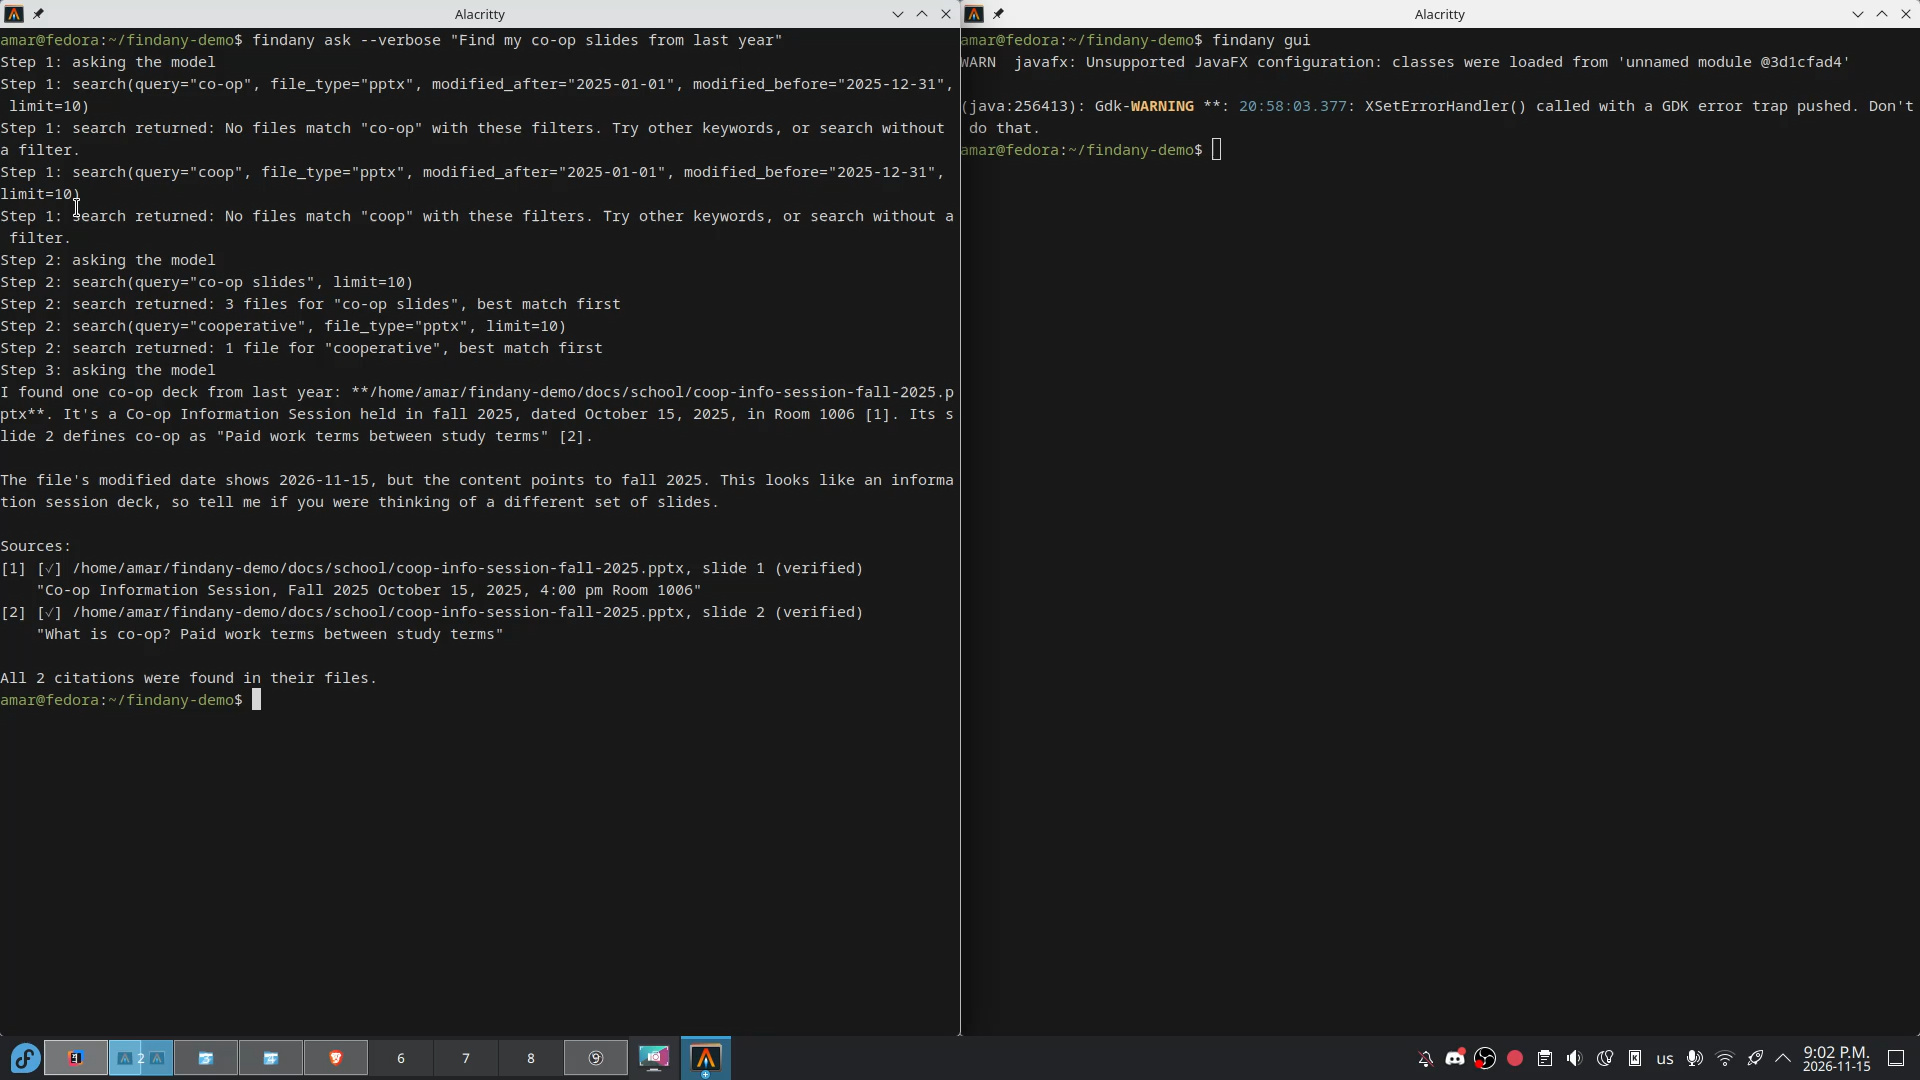 Alacritty
amar@fedora:~/findany-demo$ findany ask --verbose "Find my co-op slides from last year"
Step 1: asking the model
Step 1: search(query="co-op", file_type="pptx", modified_after="2025-01-01", modified_before="2025-12-31",
 limit=10)
Step 1: search returned: No files match "co-op" with these filters. Try other keywords, or search without
a filter.
Step 1: search(query="coop", file_type="pptx", modified_after="2025-01-01", modified_before="2025-12-31",
limit=10)
Step 1: search returned: No files match "coop" with these filters. Try other keywords, or search without a
 filter.
Step 2: asking the model
Step 2: search(query="co-op slides", limit=10)
Step 2: search returned: 3 files for "co-op slides", best match first
Step 2: search(query="cooperative", file_type="pptx", limit=10)
Step 2: search returned: 1 file for "cooperative", best match first
Step 3: asking the model
I found one co-op deck from last year: **/home/amar/findany-demo/docs/school/coop-info-session-fall-2025.p
ptx**. It's a Co-op Information Session held in fall 2025, dated October 15, 2025, in Room 1006 [1]. Its s
lide 2 defines co-op as "Paid work terms between study terms" [2].
The file's modified date shows 2026-11-15, but the content points to fall 2025. This looks like an informa
tion session deck, so tell me if you were thinking of a different set of slides.
Sources:
[1] [✓] /home/amar/findany-demo/docs/school/coop-info-session-fall-2025.pptx, slide 1 (verified)
    "Co-op Information Session, Fall 2025 October 15, 2025, 4:00 pm Room 1006"
[2] [✓] /home/amar/findany-demo/docs/school/coop-info-session-fall-2025.pptx, slide 2 (verified)
    "What is co-op? Paid work terms between study terms"
All 2 citations were found in their files.
amar@fedora:~/findany-demo$
Alacritty
amar@fedora:~/findany-demo$ findany gui
WARN  javafx: Unsupported JavaFX configuration: classes were loaded from 'unnamed module @3d1cfad4'
(java:256413): Gdk-WARNING **: 20:58:03.377: XSetErrorHandler() called with a GDK error trap pushed. Don't
 do that.
amar@fedora:~/findany-demo$
2 6 7 8 9 us 9:02 P.M.
2026-11-15